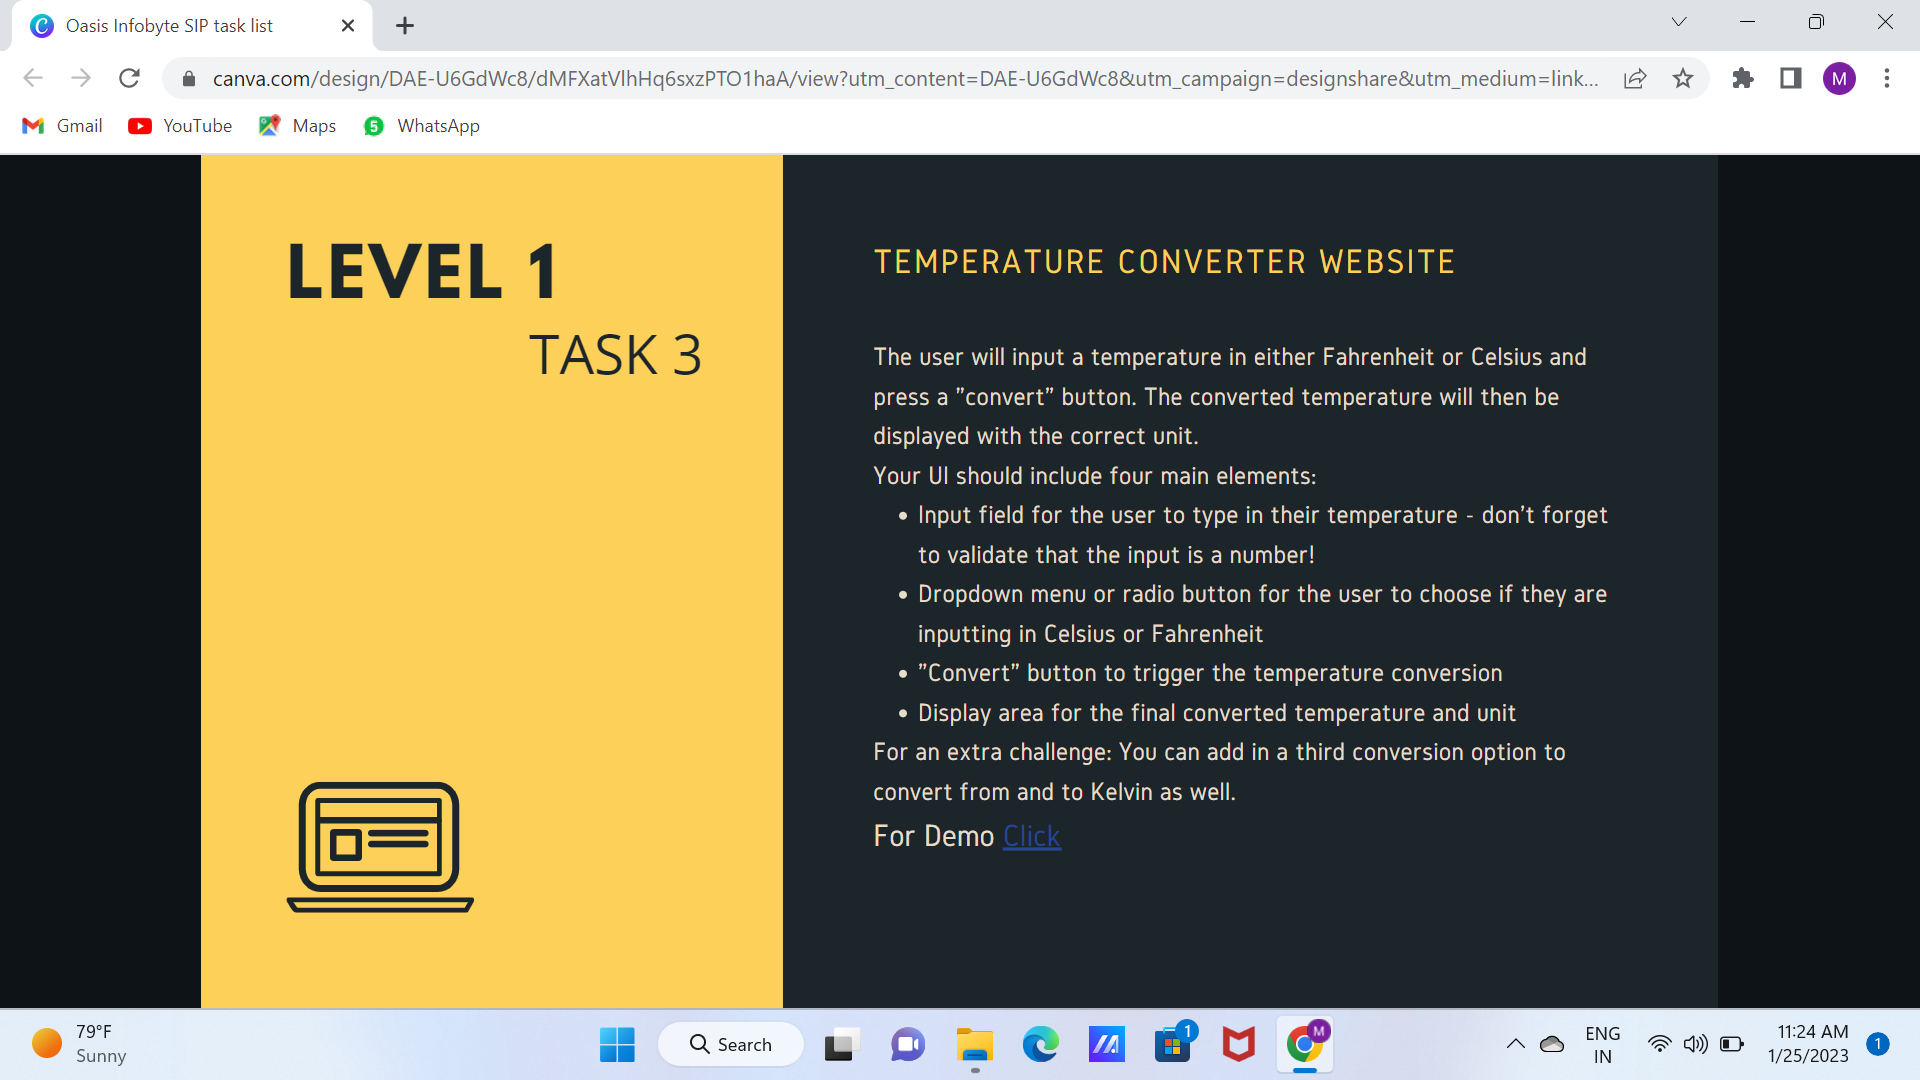 Oasis Infobyte SIP task list
canva.com/design/DAE-U6GdWc8/dMFXatVlhHq6sxzPTO1haA/view?utm_content=DAE-U6GdWc8&utm_campaign=designshare&utm_medium=link...
M
Gmail
YouTube
Maps
5
WhatsApp
LEVEL 1
TASK 3
TEMPERATURE CONVERTER WEBSITE
The user will input a temperature in either Fahrenheit or Celsius and
press a "convert" button. The converted temperature will then be
displayed with the correct unit.
Your UI should include four main elements:
• Input field for the user to type in their temperature - don't forget
to validate that the input is a number!
• Dropdown menu or radio button for the user to choose if they are
inputting in Celsius or Fahrenheit
• "Convert" button to trigger the temperature conversion
• Display area for the final converted temperature and unit
For an extra challenge: You can add in a third conversion option to
convert from and to Kelvin as well.
For Demo Click
79°F
Sunny
Search
1
M
ENG
IN
11:24 AM
1/25/2023
1